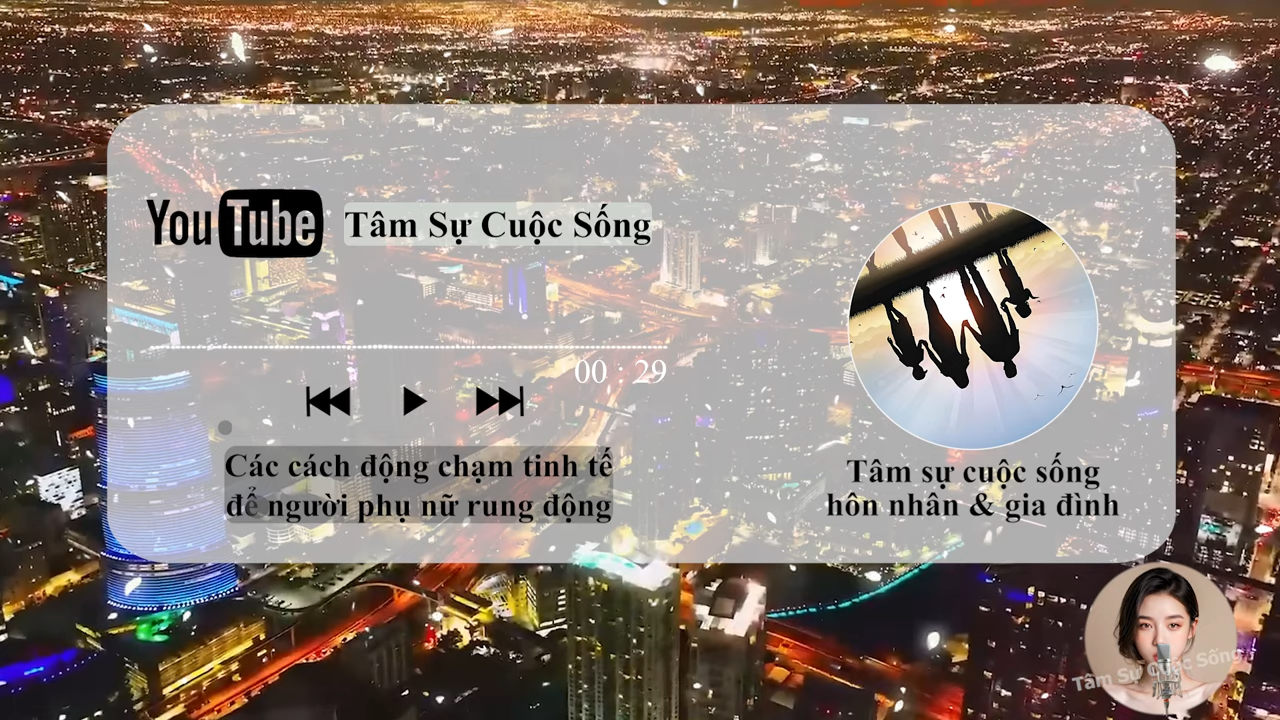 YouTube Tâm Sự Cuộc Sống
00 : 29
Các cách động chạm tinh tế
để người phụ nữ rung động
Tâm sự cuộc sống
hôn nhân & gia đình
Tâm Sự Cuộc Sống